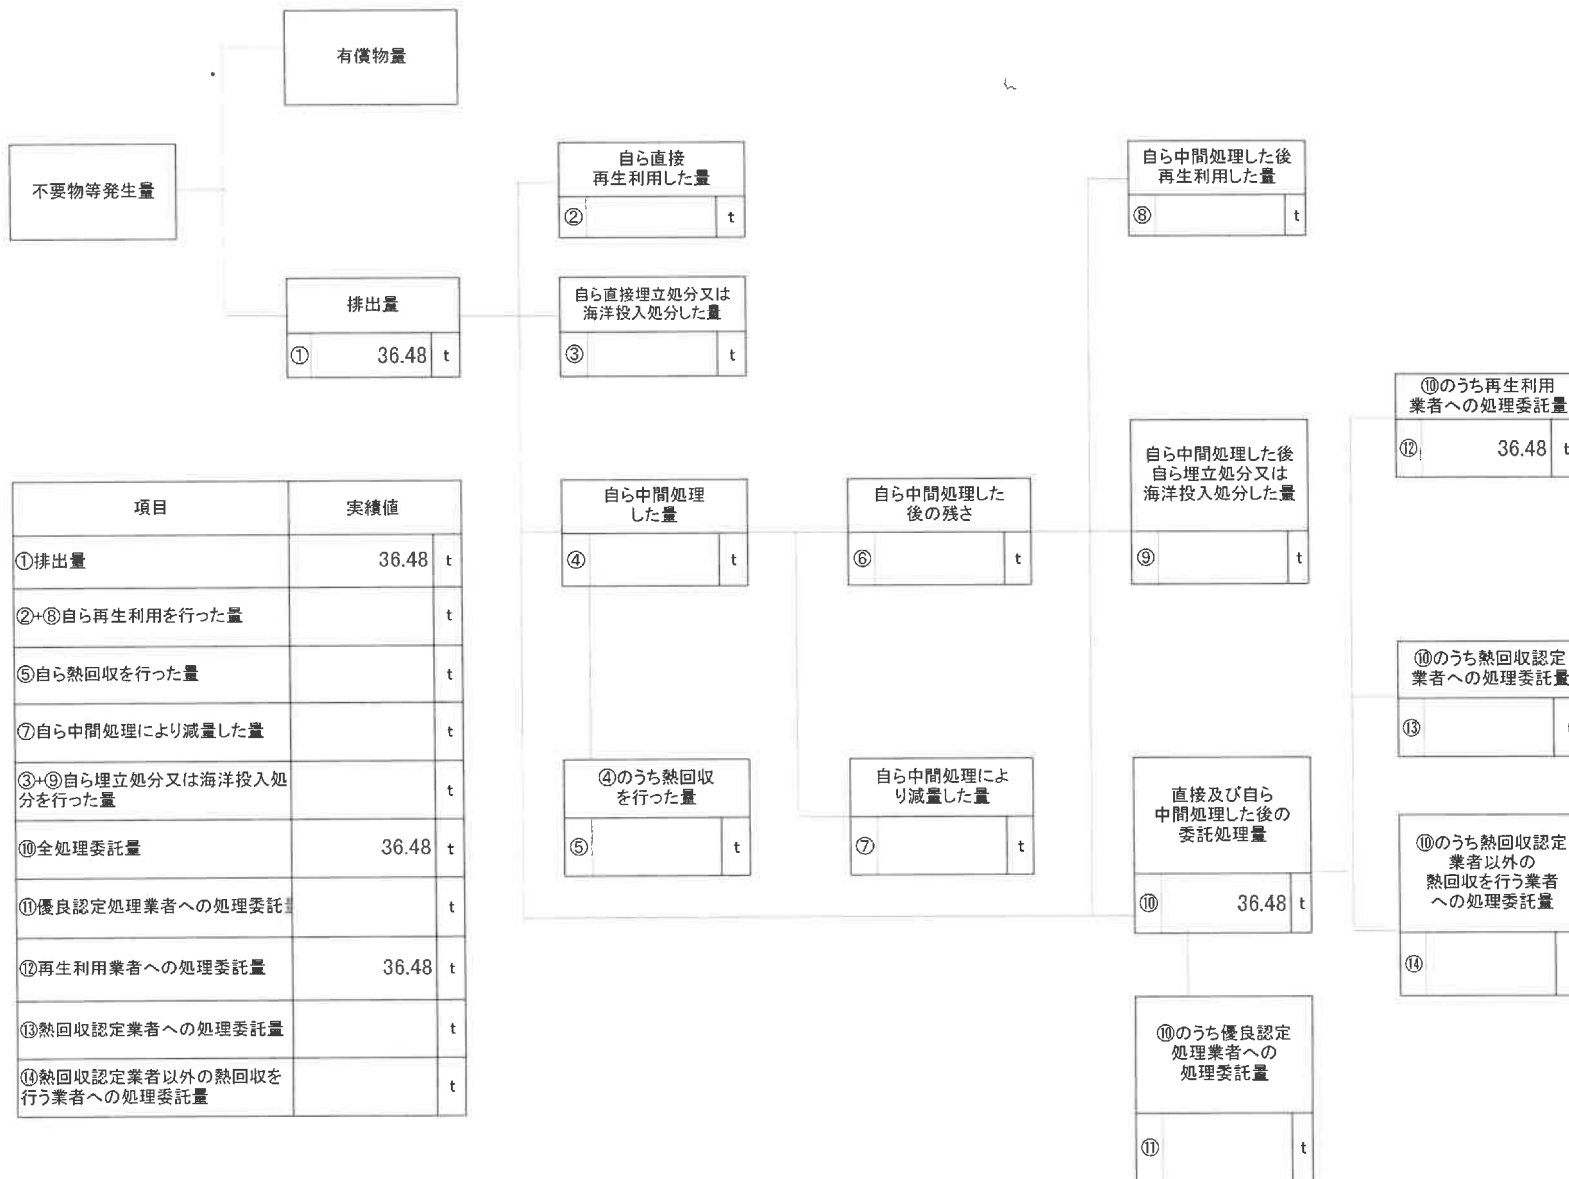 有償物量
不要物等発生量
排出量
① 36.48 t
自ら直接
再生利用した量
② t
自ら直接埋立処分又は
海洋投入処分した量
③ t
自ら中間処理
した量
④ t
④のうち熱回収
を行った量
⑤ t
自ら中間処理した
後の残さ
⑥ t
自ら中間処理によ
り減量した量
⑦ t
自ら中間処理した後
再生利用した量
⑧ t
自ら中間処理した後
自ら埋立処分又は
海洋投入処分した量
⑨ t
直接及び自ら
中間処理した後の
委託処理量
⑩ 36.48 t
⑩のうち優良認定
処理業者への
処理委託量
⑪ t
⑩のうち再生利用
業者への処理委託量
⑫ 36.48 t
⑩のうち熱回収認定
業者への処理委託量
⑬
⑩のうち熱回収認定
業者以外の
熱回収を行う業者
への処理委託量
⑭
項目 実績値
①排出量 36.48 t
②+⑧自ら再生利用を行った量 t
⑤自ら熱回収を行った量 t
⑦自ら中間処理により減量した量 t
③+⑨自ら埋立処分又は海洋投入処
分を行った量 t
⑩全処理委託量 36.48 t
⑪優良認定処理業者への処理委託 t
⑫再生利用業者への処理委託量 36.48 t
⑬熱回収認定業者への処理委託量 t
⑭熱回収認定業者以外の熱回収を
行う業者への処理委託量 t